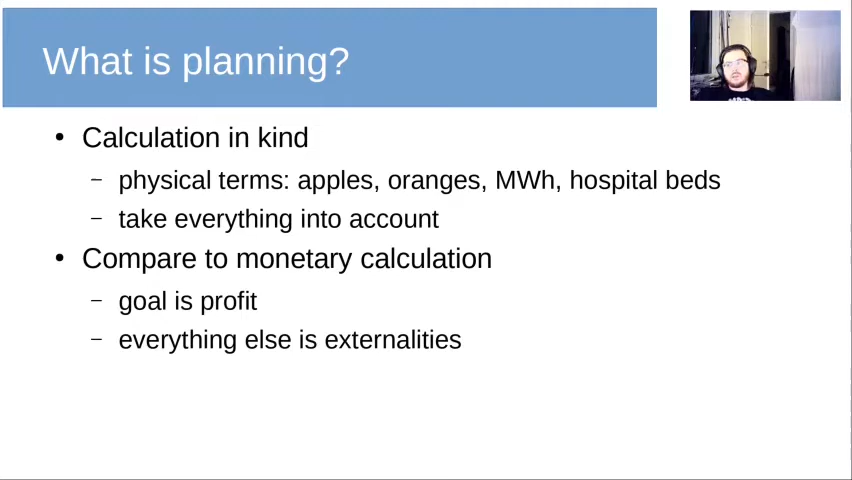 What is planning?
• Calculation in kind
– physical terms: apples, oranges, MWh, hospital beds
– take everything into account
• Compare to monetary calculation
– goal is profit
– everything else is externalities